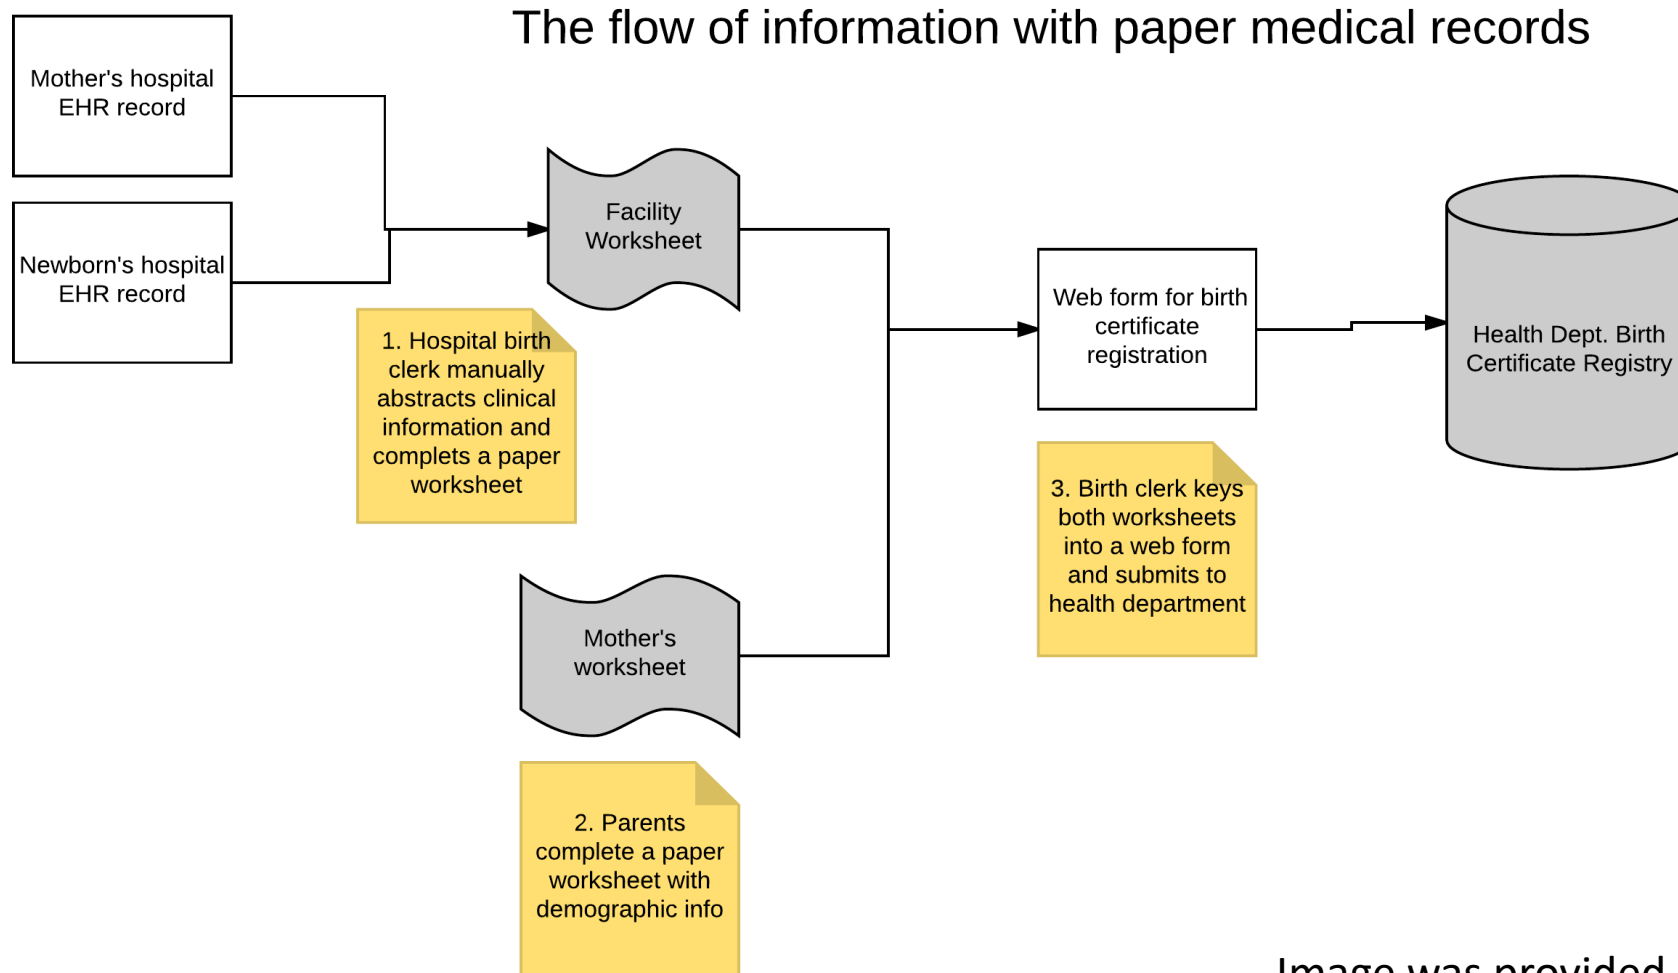 The flow of information with paper medical records
Mother's hospital
EHR record
Newborn's hospital
EHR record
Facility
Worksheet
1. Hospital birth
clerk manually
abstracts clinical
information and
complets a paper
worksheet
Mother's
worksheet
2. Parents
complete a paper
worksheet with
demographic info
Web form for birth
certificate
registration
3. Birth clerk keys
both worksheets
into a web form
and submits to
health department
Health Dept. Birth
Certificate Registry
Image was provided